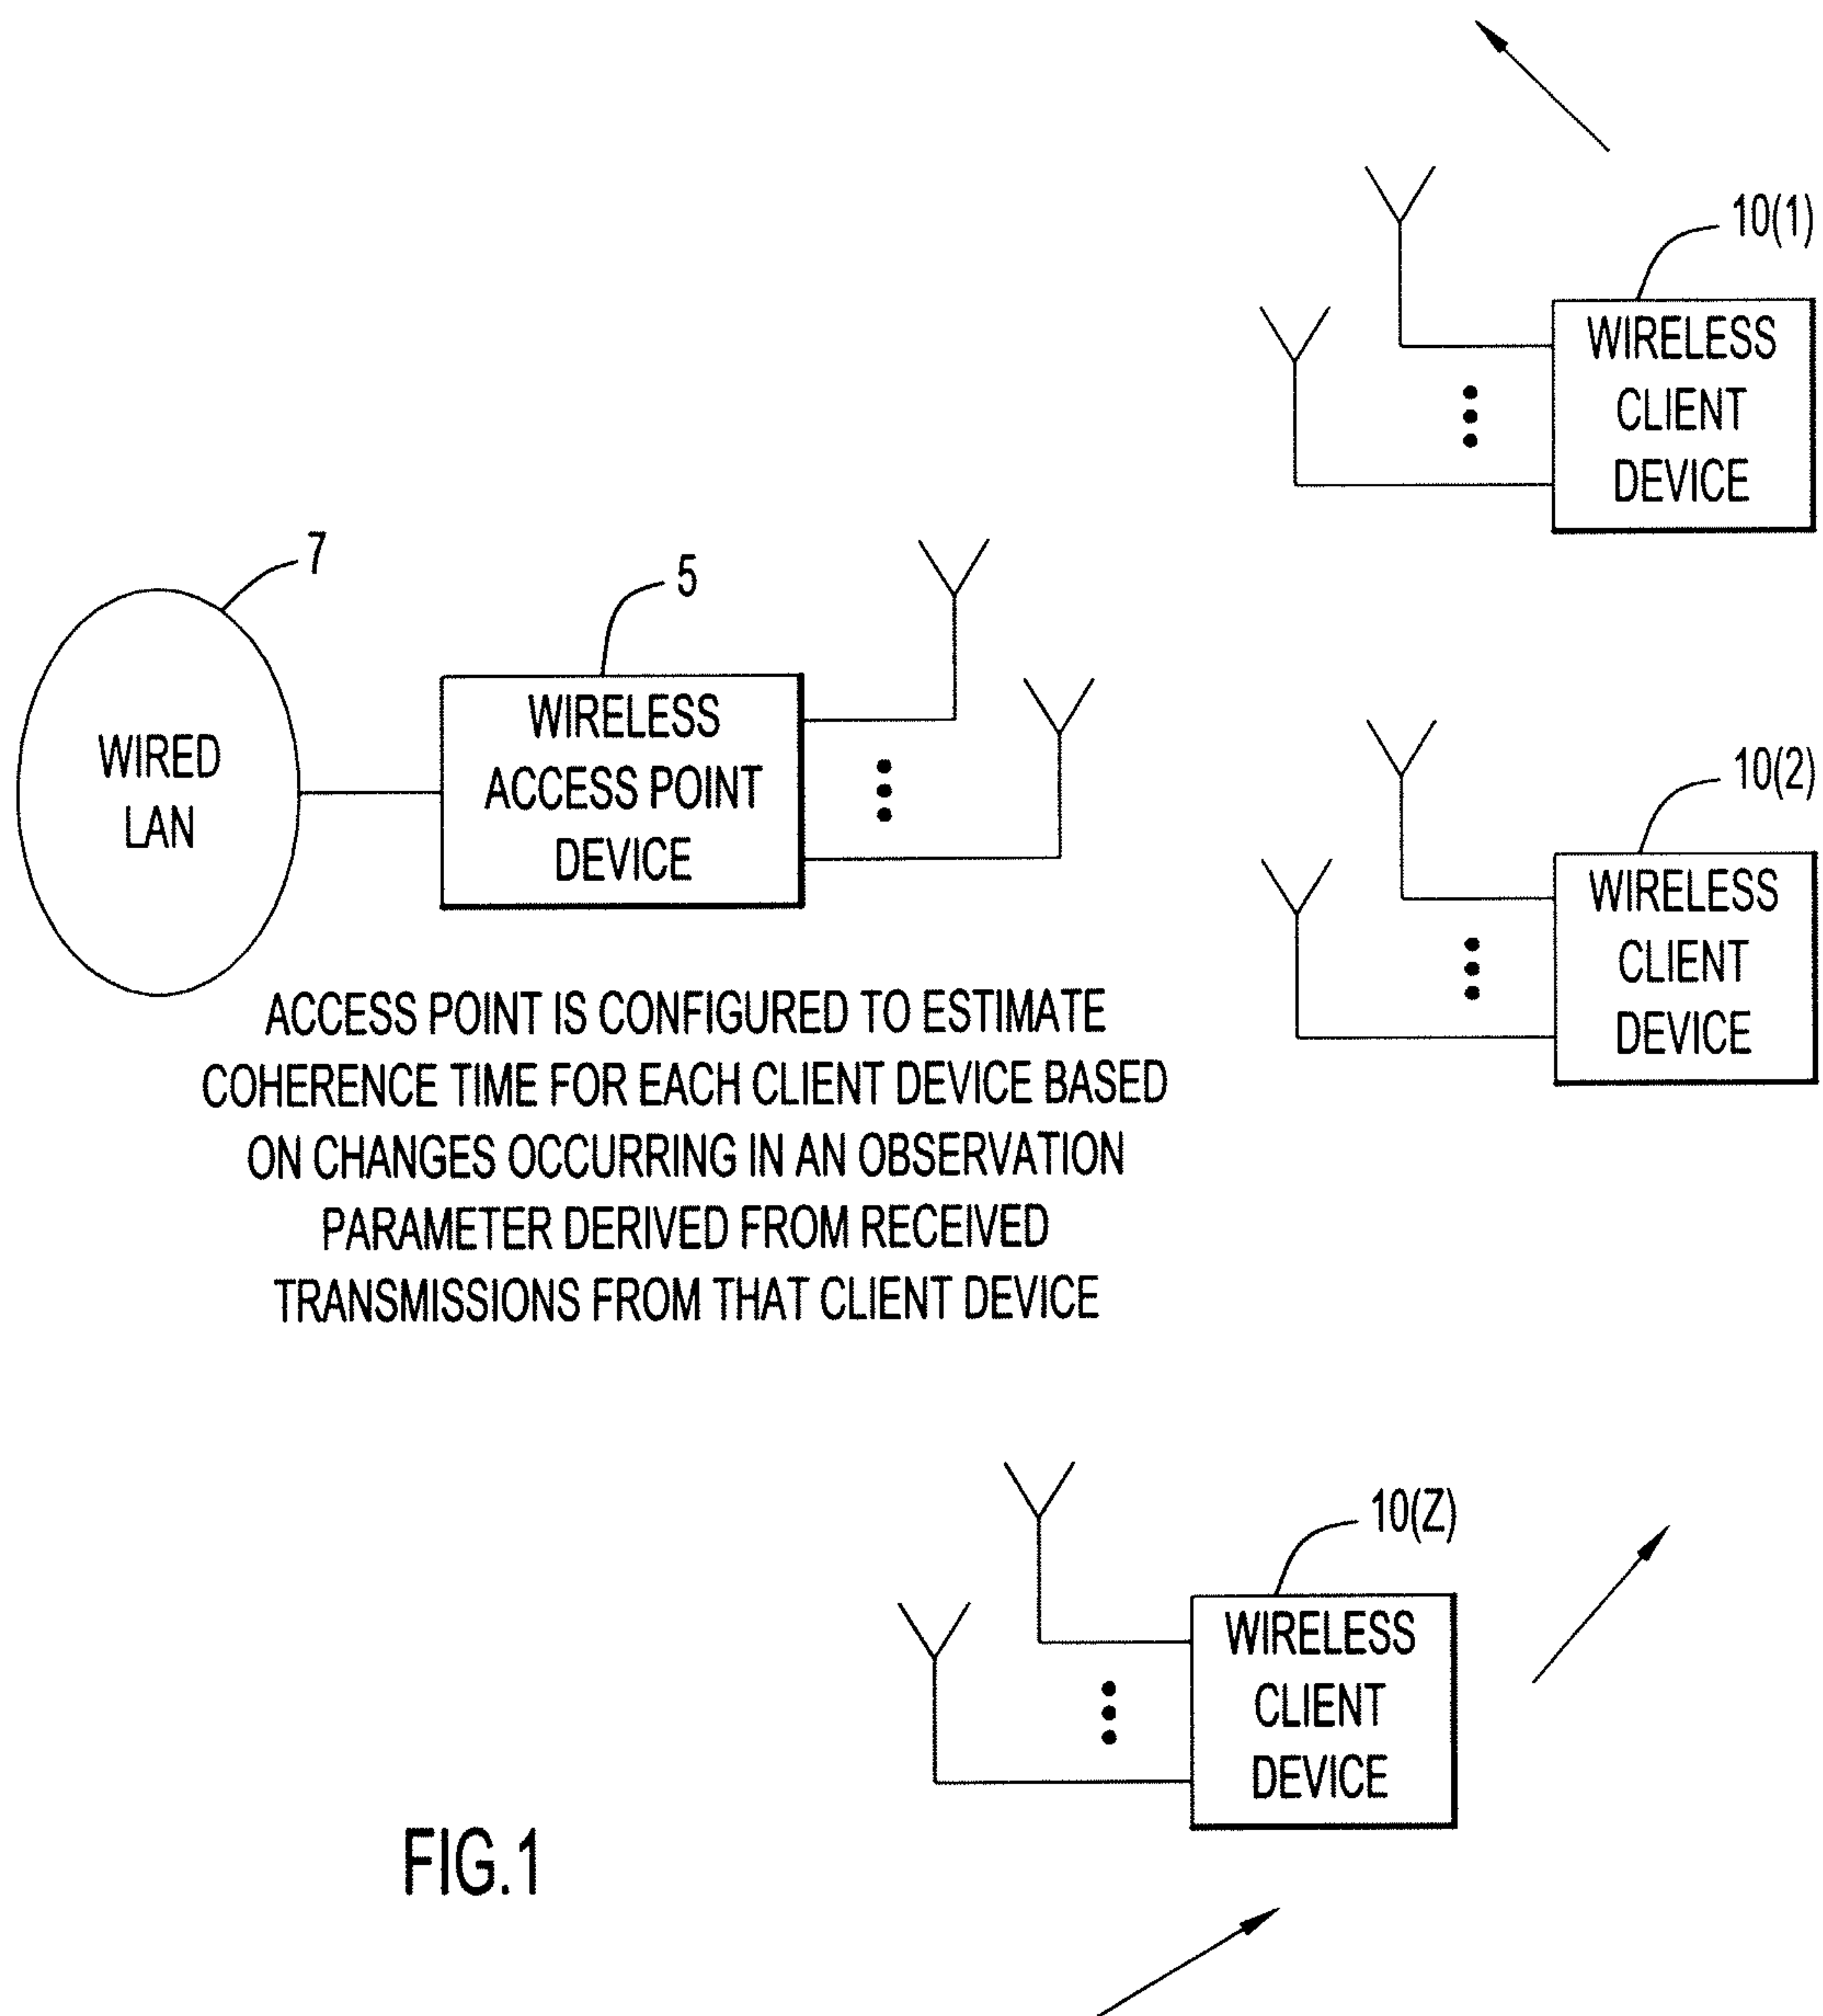 10(1)
WIRELESS
CLIENT
DEVICE
7
5
WIRED
LAN
WIRELESS
ACCESS POINT
DEVICE
10(2)
WIRELESS
CLIENT
DEVICE
ACCESS POINT IS CONFIGURED TO ESTIMATE
COHERENCE TIME FOR EACH CLIENT DEVICE BASED
ON CHANGES OCCURRING IN AN OBSERVATION
PARAMETER DERIVED FROM RECEIVED
TRANSMISSIONS FROM THAT CLIENT DEVICE
10(Z)
WIRELESS
CLIENT
DEVICE
FIG.1